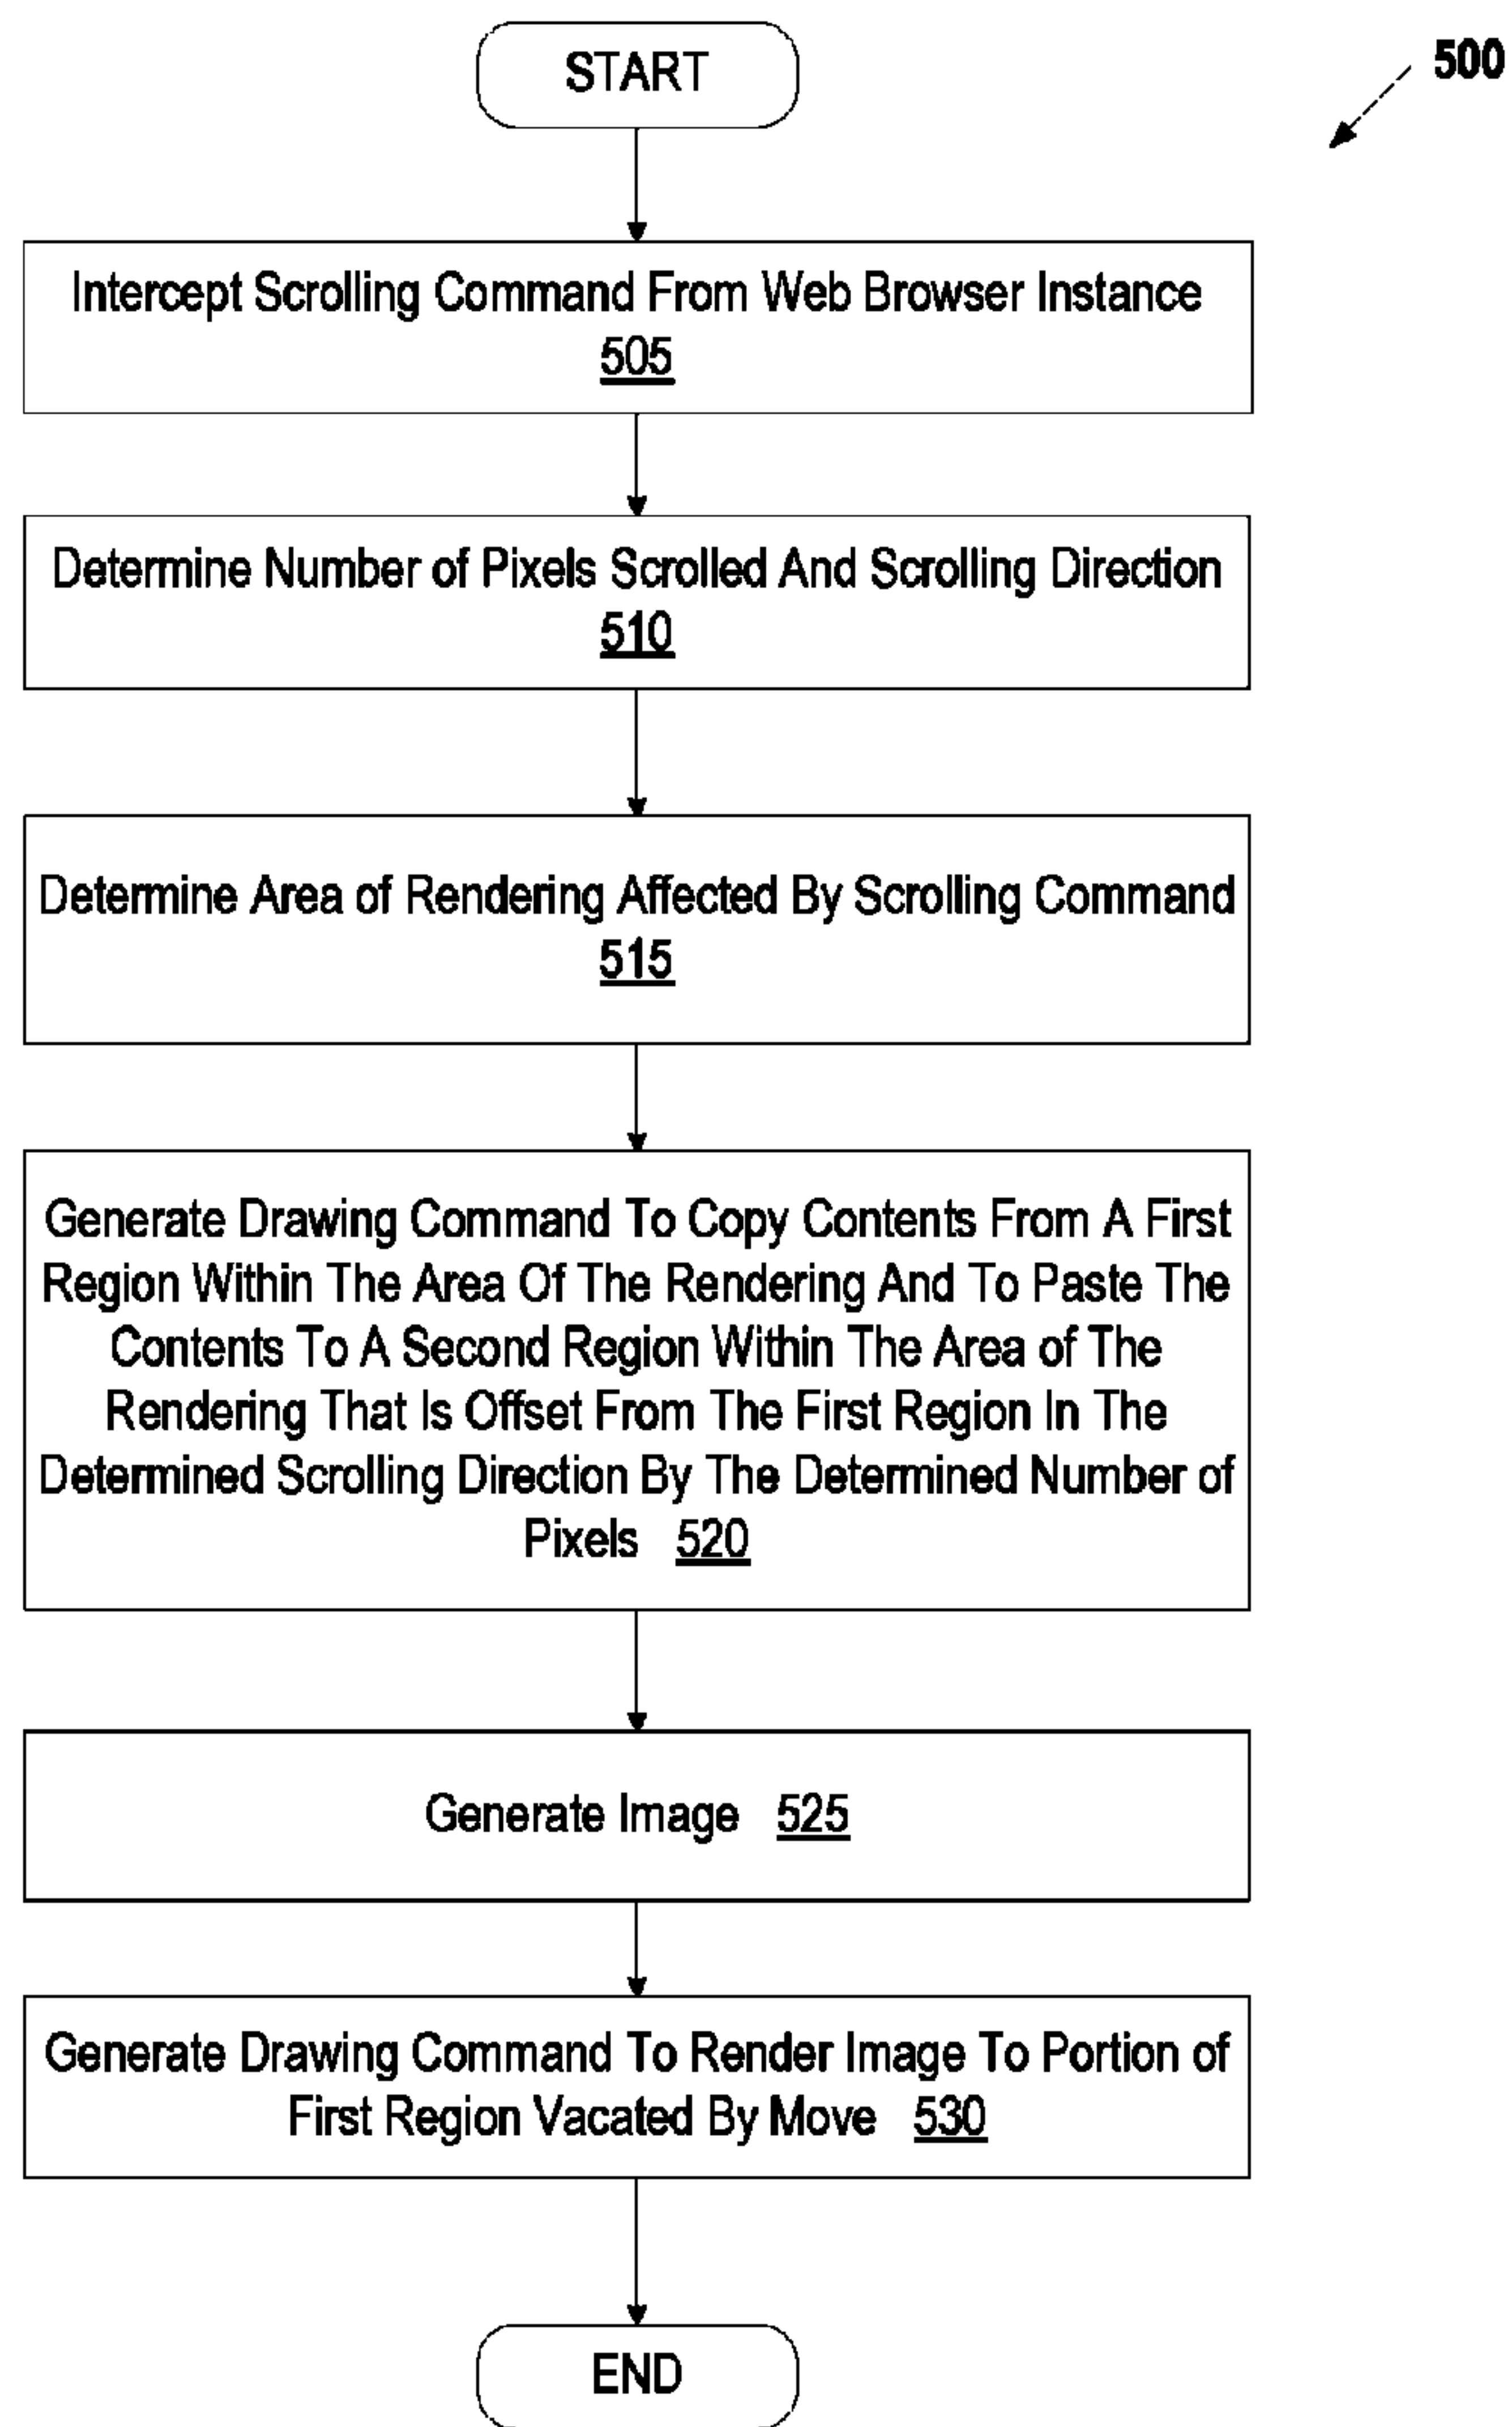 START
500
Intercept Scrolling Command From Web Browser Instance
505
Determine Number of Pixels Scrolled And Scrolling Direction
510
Determine Area of Rendering Affected By Scrolling Command
515
Generate Drawing Command To Copy Contents From A First
Region Within The Area Of The Rendering And To Paste The
Contents To A Second Region Within The Area of The
Rendering That Is Offset From The First Region In The
Determined Scrolling Direction By The Determined Number of
Pixels 520
Generate Image 525
Generate Drawing Command To Render Image To Portion of
First Region Vacated By Move 530
END